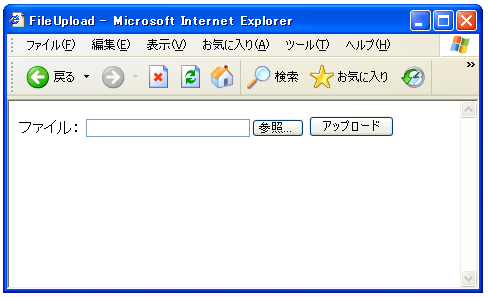 FileUpload - Microsoft Internet Explorer
ファイル(F) 編集(E) 表示(V) お気に入り(A) ツール(T) ヘルプ(H)
戻る 検索 お気に入り »
ファイル： 参照... アップロード